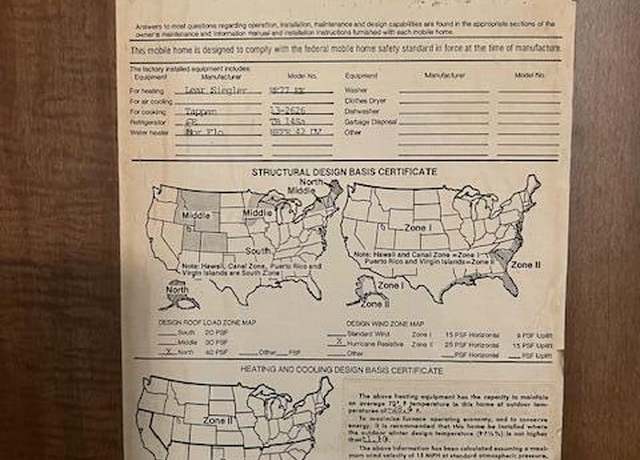 Answers to most questions regarding operation, installation, maintenance and design capabilities are found in the appropriate sections of the
owner's maintenance and information manual and installation instructions furnished with each mobile home.
This mobile home is designed to comply with the federal mobile home safety standard in force at the time of manufacture.
The factory installed equipment includes:
Equipment Manufacturer Model No. Equipment Manufacturer Model No.
For heating Lear Siegler Washer
For air cooling Clothes Dryer
For cooking Tappan 13-2626 Dishwasher
Refrigerator GE Garbage Disposal
Water heater Mor Flo Other
STRUCTURAL DESIGN BASIS CERTIFICATE
North
Middle
Middle Middle
Zone I
South
Note: Hawaii, Canal Zone, Puerto Rico and
Virgin Islands are South Zone
Note: Hawaii and Canal Zone = Zone I
Puerto Rico and Virgin Islands = Zone II
Zone II
North
Zone I
Zone II
DESIGN ROOF LOAD ZONE MAP
South 20 PSF
Middle 30 PSF
X North 40 PSF Other PSF
DESIGN WIND ZONE MAP
Standard Wind Zone I 15 PSF Horizontal 9 PSF Uplift
X Hurricane Resistive Zone II 25 PSF Horizontal 15 PSF Uplift
Other PSF Horizontal PSF Uplift
HEATING AND COOLING DESIGN BASIS CERTIFICATE
Zone II
The above heating equipment has the capacity to maintain
an average 70° F temperature in this home at outdoor tem-
peratures of
To maximize furnace operating economy, and to conserve
energy, it is recommended that this home be installed where
the outdoor winter design temperature (97½%) is not higher
than
The above information has been calculated assuming a maxi-
mum wind velocity of 15 MPH at standard atmospheric pressure.